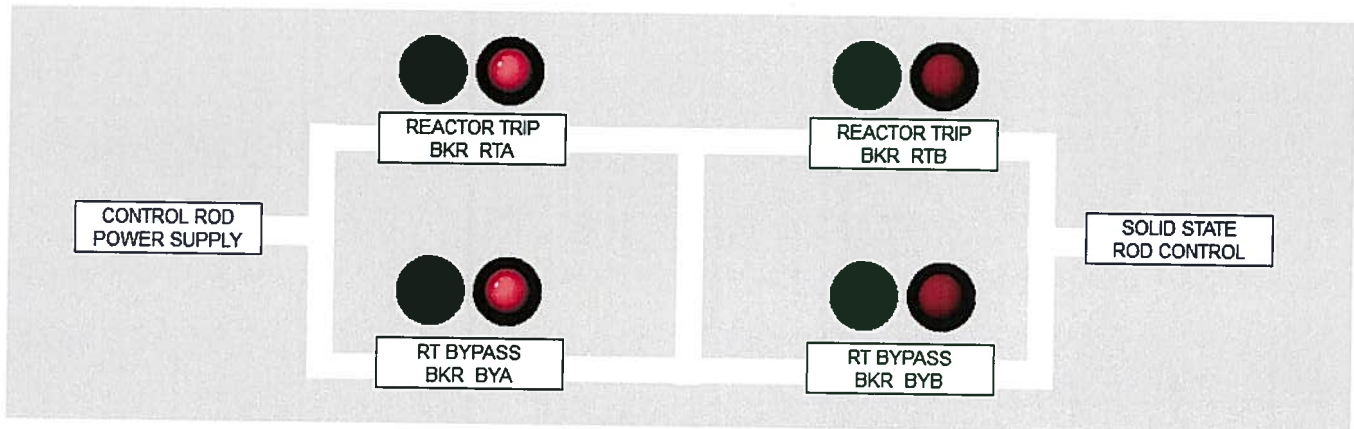 REACTOR TRIP
BKR RTA
REACTOR TRIP
BKR RTB
CONTROL ROD
POWER SUPPLY
SOLID STATE
ROD CONTROL
RT BYPASS
BKR BYA
RT BYPASS
BKR BYB